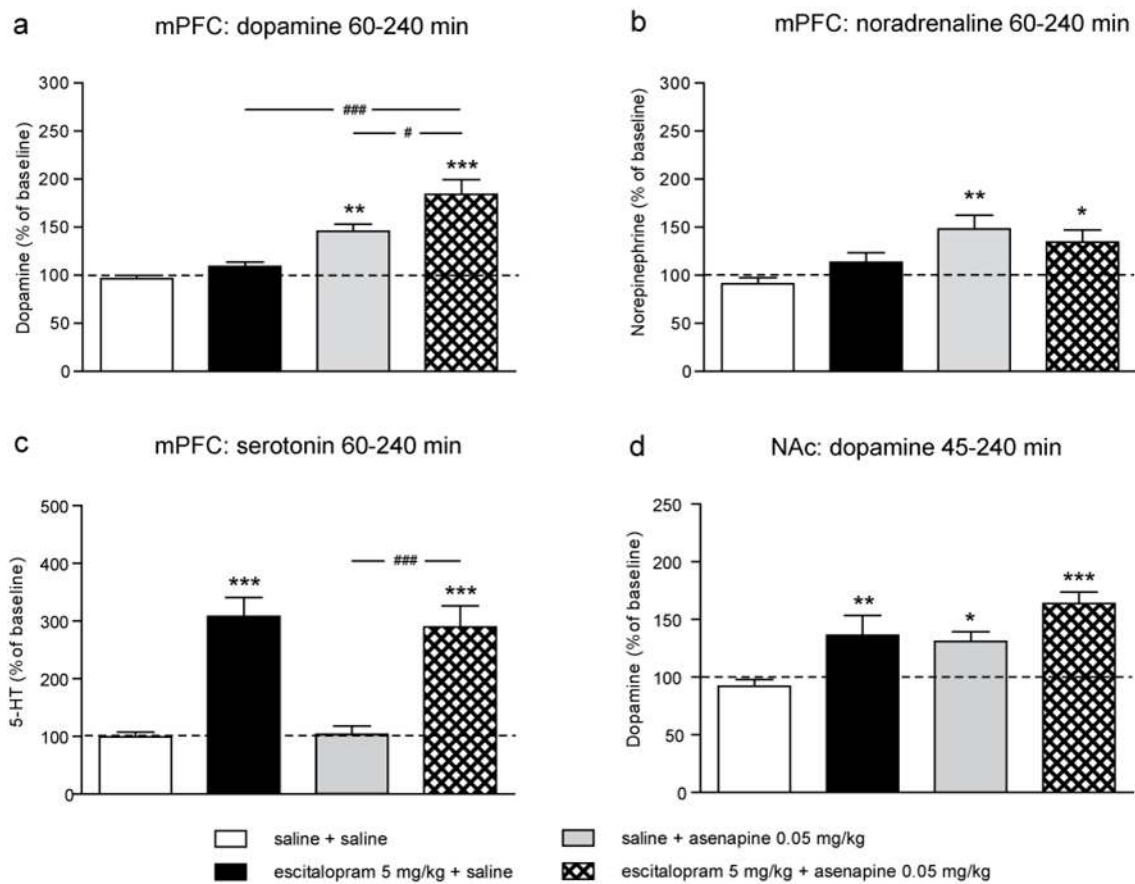 a
mPFC: dopamine 60-240 min
300
250
200
150
100
50
0
Dopamine (% of baseline)
###
#
**
***
b
mPFC: noradrenaline 60-240 min
300
250
200
150
100
50
0
Norepinephrine (% of baseline)
**
*
c
mPFC: serotonin 60-240 min
500
400
300
200
100
0
5-HT (% of baseline)
***
###
***
d
NAc: dopamine 45-240 min
250
200
150
100
50
0
Dopamine (% of baseline)
**
*
***
saline + saline
saline + asenapine 0.05 mg/kg
escitalopram 5 mg/kg + saline
escitalopram 5 mg/kg + asenapine 0.05 mg/kg